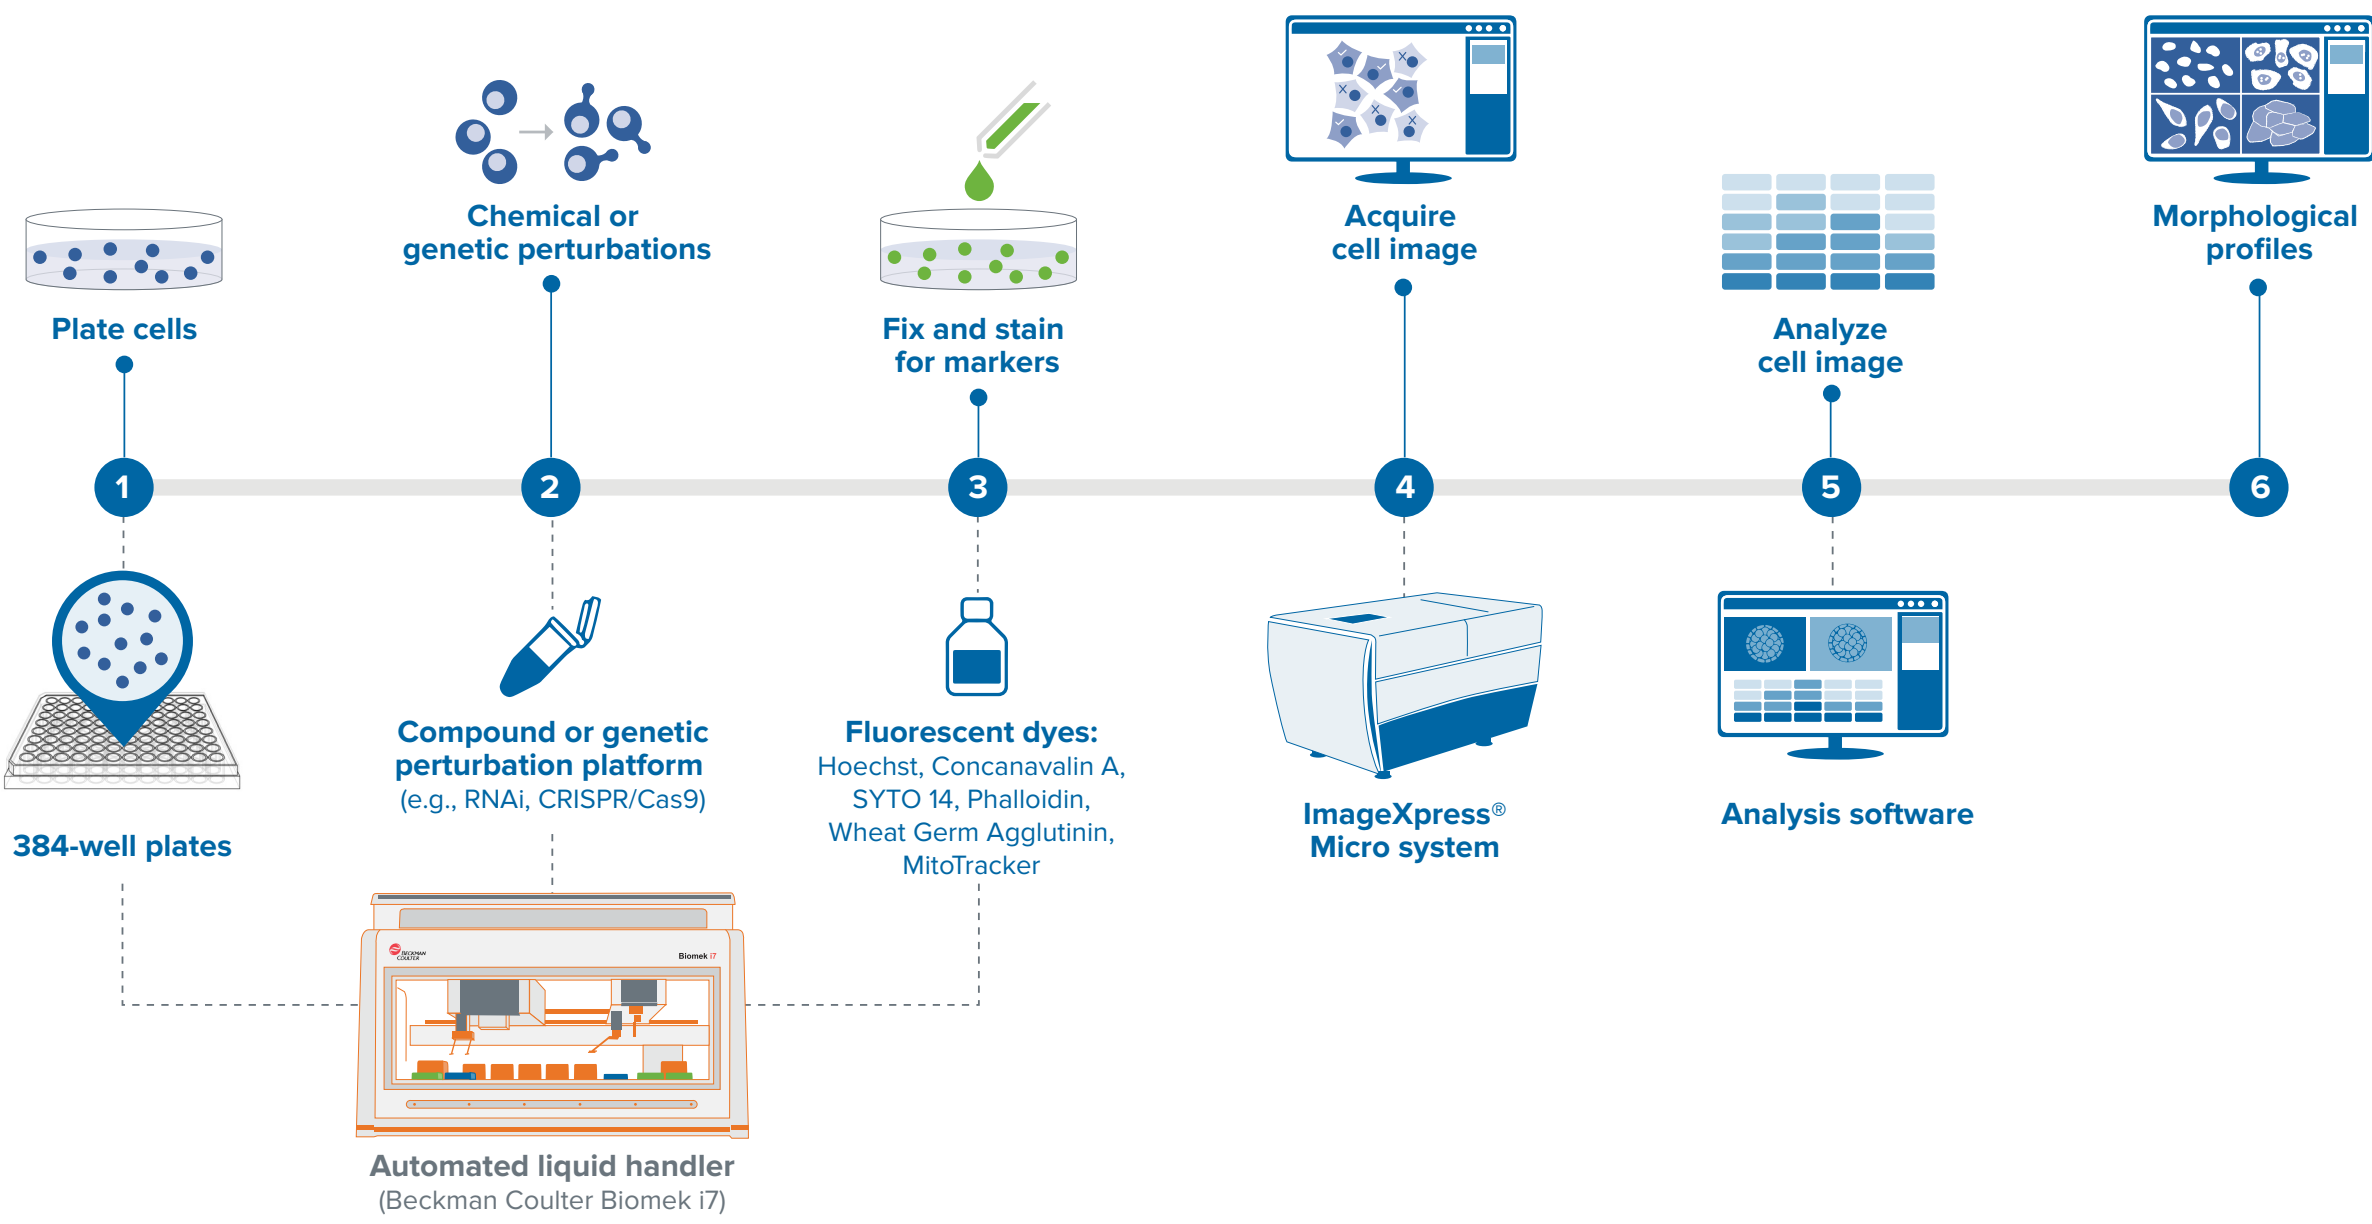 Plate cells
Chemical or
genetic perturbations
Fix and stain
for markers
Acquire
cell image
Analyze
cell image
Morphological
profiles
1
2
3
4
5
6
384-well plates
Compound or genetic
perturbation platform
(e.g., RNAi, CRISPR/Cas9)
Fluorescent dyes:
Hoechst, Concanavalin A,
SYTO 14, Phalloidin,
Wheat Germ Agglutinin,
MitoTracker
ImageXpress®
Micro system
Analysis software
BECKMAN
COULTER
Biomek i7
Automated liquid handler
(Beckman Coulter Biomek i7)